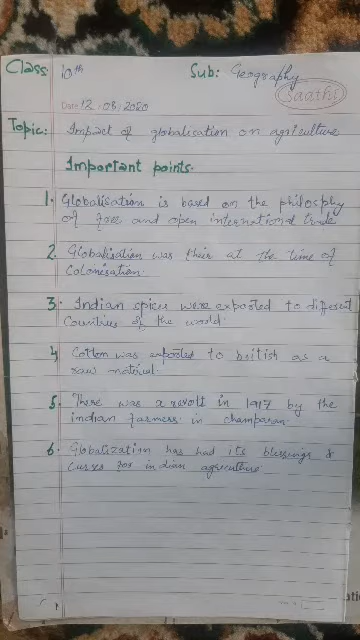 Class: 10th Sub: Geography
Saathi
Date: 12.08.2020
Topic: Impact of globalisation on agriculture
Important points.
1. Globalisation is based on the philosphy
of free and open international trade
2. Globalisation was their at the time of
Colonisation.
3. Indian spices were exported to different
Countries of the world.
4. Cotton was exported to british as a
raw material.
5. There was a revolt in 1917 by the
indian farmers in champaran.
6. Globalization has had its blessings &
Curses for indian agriculture